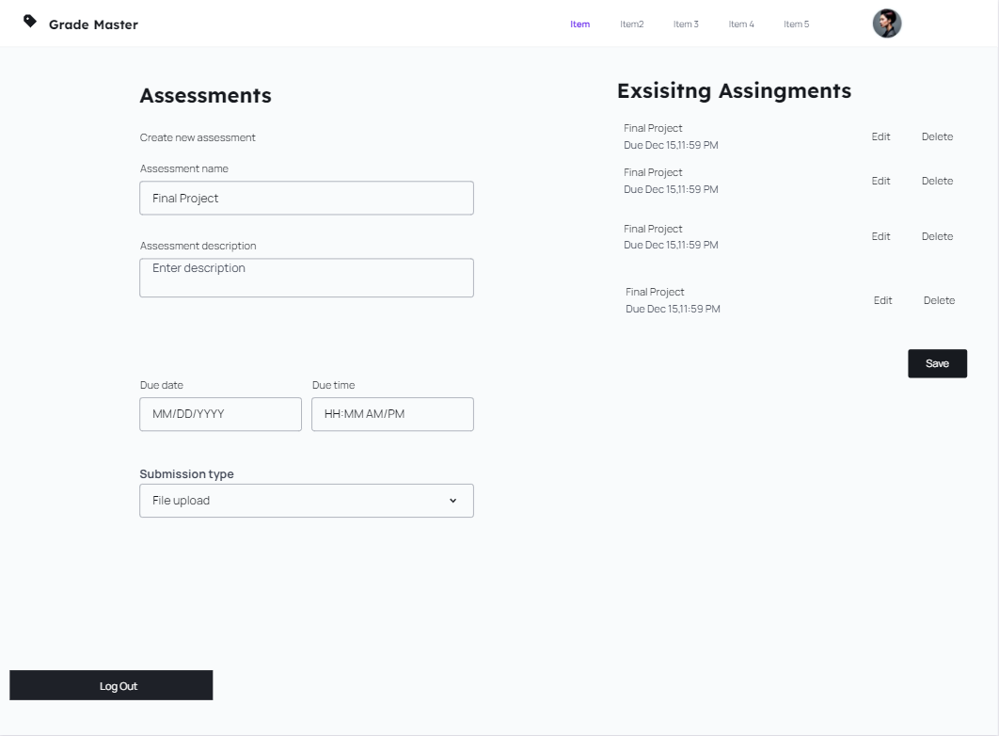 Grade Master
Item
Item2
Item 3
Item 4
Item 5
Assessments
Create new assessment
Assessment name
Final Project
Assessment description
Enter description
Due date
Due time
MM/DD/YYYY
HH:MM AM/PM
Submission type
File upload
Exsisitng Assingments
Final Project
Due Dec 15,11:59 PM
Edit
Delete
Final Project
Due Dec 15,11:59 PM
Edit
Delete
Final Project
Due Dec 15,11:59 PM
Edit
Delete
Final Project
Due Dec 15,11:59 PM
Edit
Delete
Save
Log Out